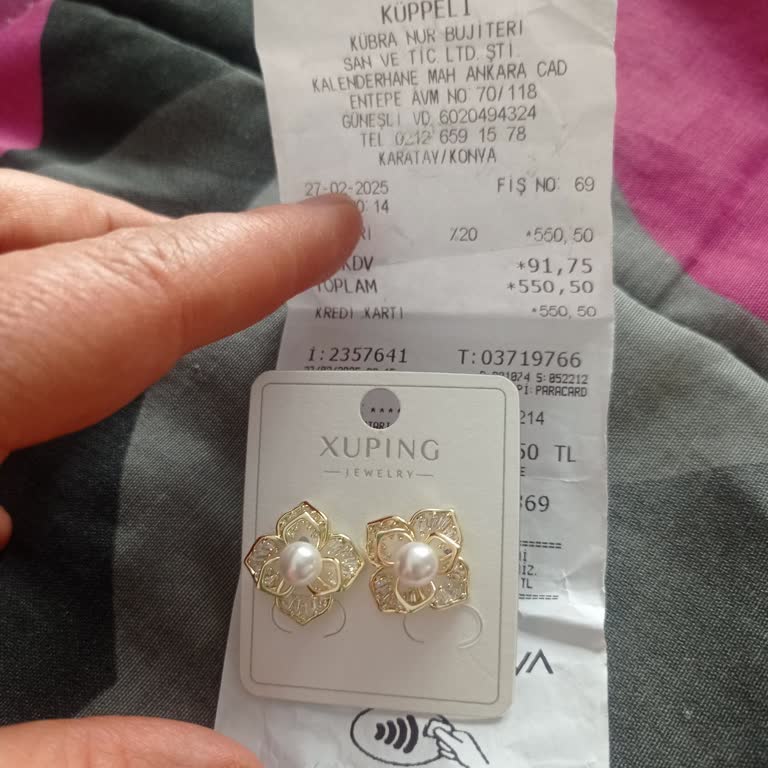 KÜPPELİ
KÜBRA NUR BUJİTERİ
SAN VE TİC. LTD. ŞTİ.
KALENDERHANE MAH ANKARA CAD
ENTEPE AVM NO: 70/118
GÜNEŞLİ VD. 6020494324
TEL 0212 659 15 78
KARATAY/KONYA
27-02-2025 FİŞ NO: 69
:14
%20 *550,50
KDV *91,75
TOPLAM *550,50
KREDİ KARTI *550,50
İ:2357641 T:03719766
S:052212
PARACARD
214
50 TL
369
TL
XUPING
JEWELRY